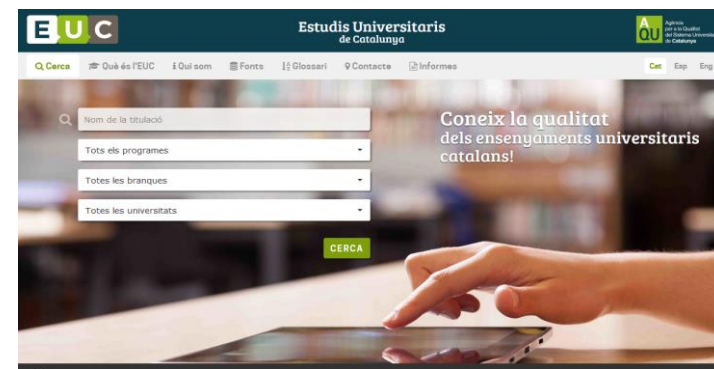 EUC
Estudis Universitaris
de Catalunya
AQU
Agència
per a la Qualitat
del Sistema Universitari
de Catalunya
Cerca
Què és l'EUC
Qui som
Fonts
Glossari
Contacte
Informes
Cat
Esp
Eng
Nom de la titulació
Tots els programes
Totes les branques
Totes les universitats
CERCA
Coneix la qualitat
dels ensenyaments universitaris
catalans!